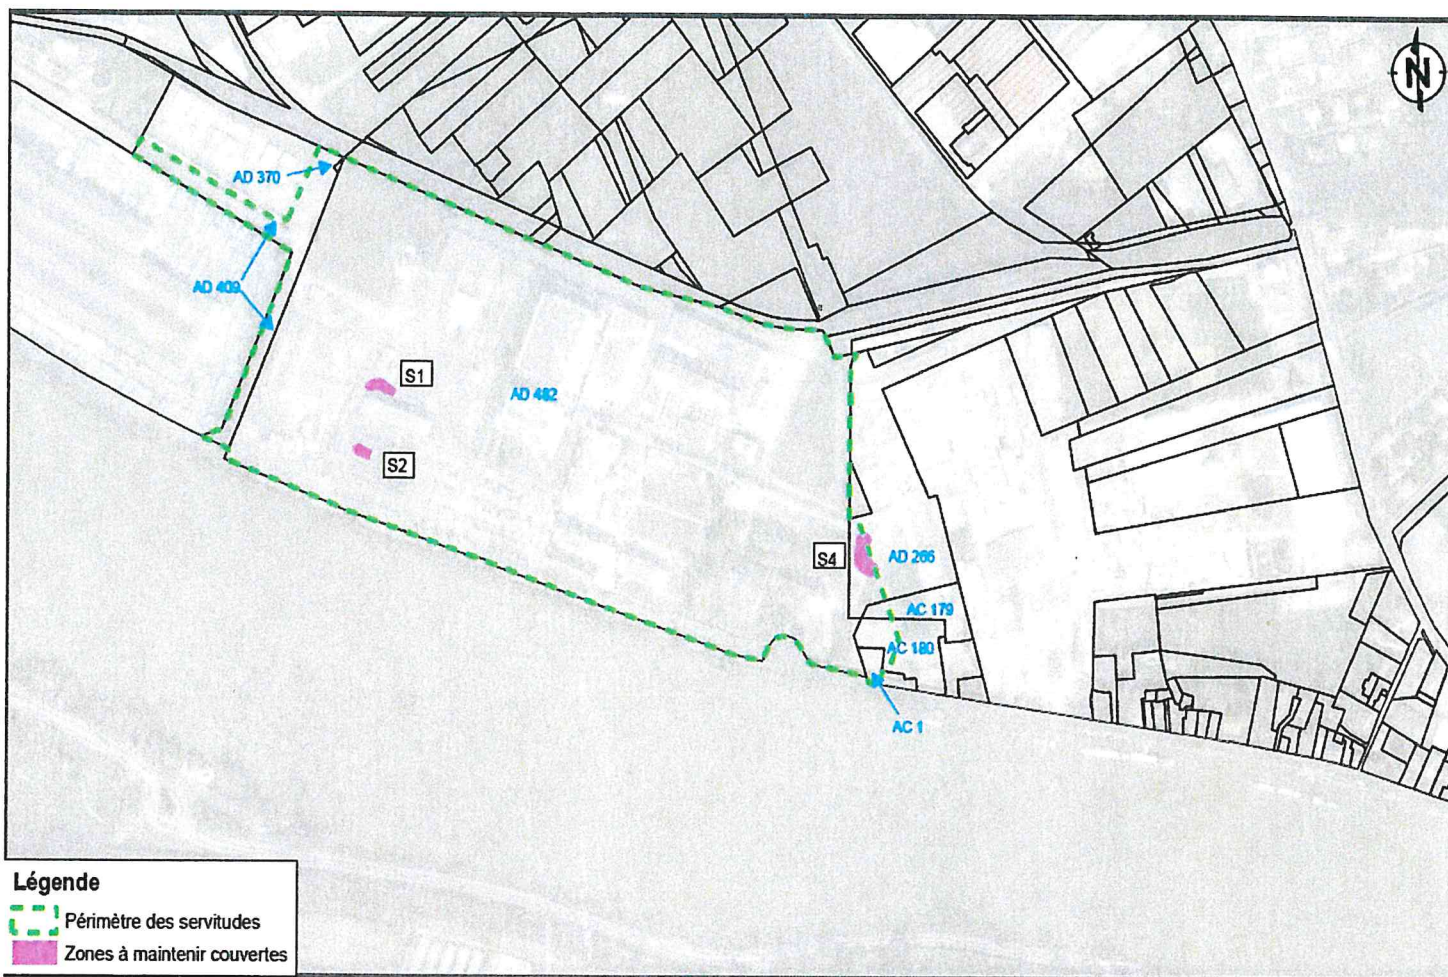 N
AD 370
AD 409
S1
AD 482
S2
S4
AD 266
AC 179
AC 180
AC 1
Légende
Périmètre des servitudes
Zones à maintenir couvertes